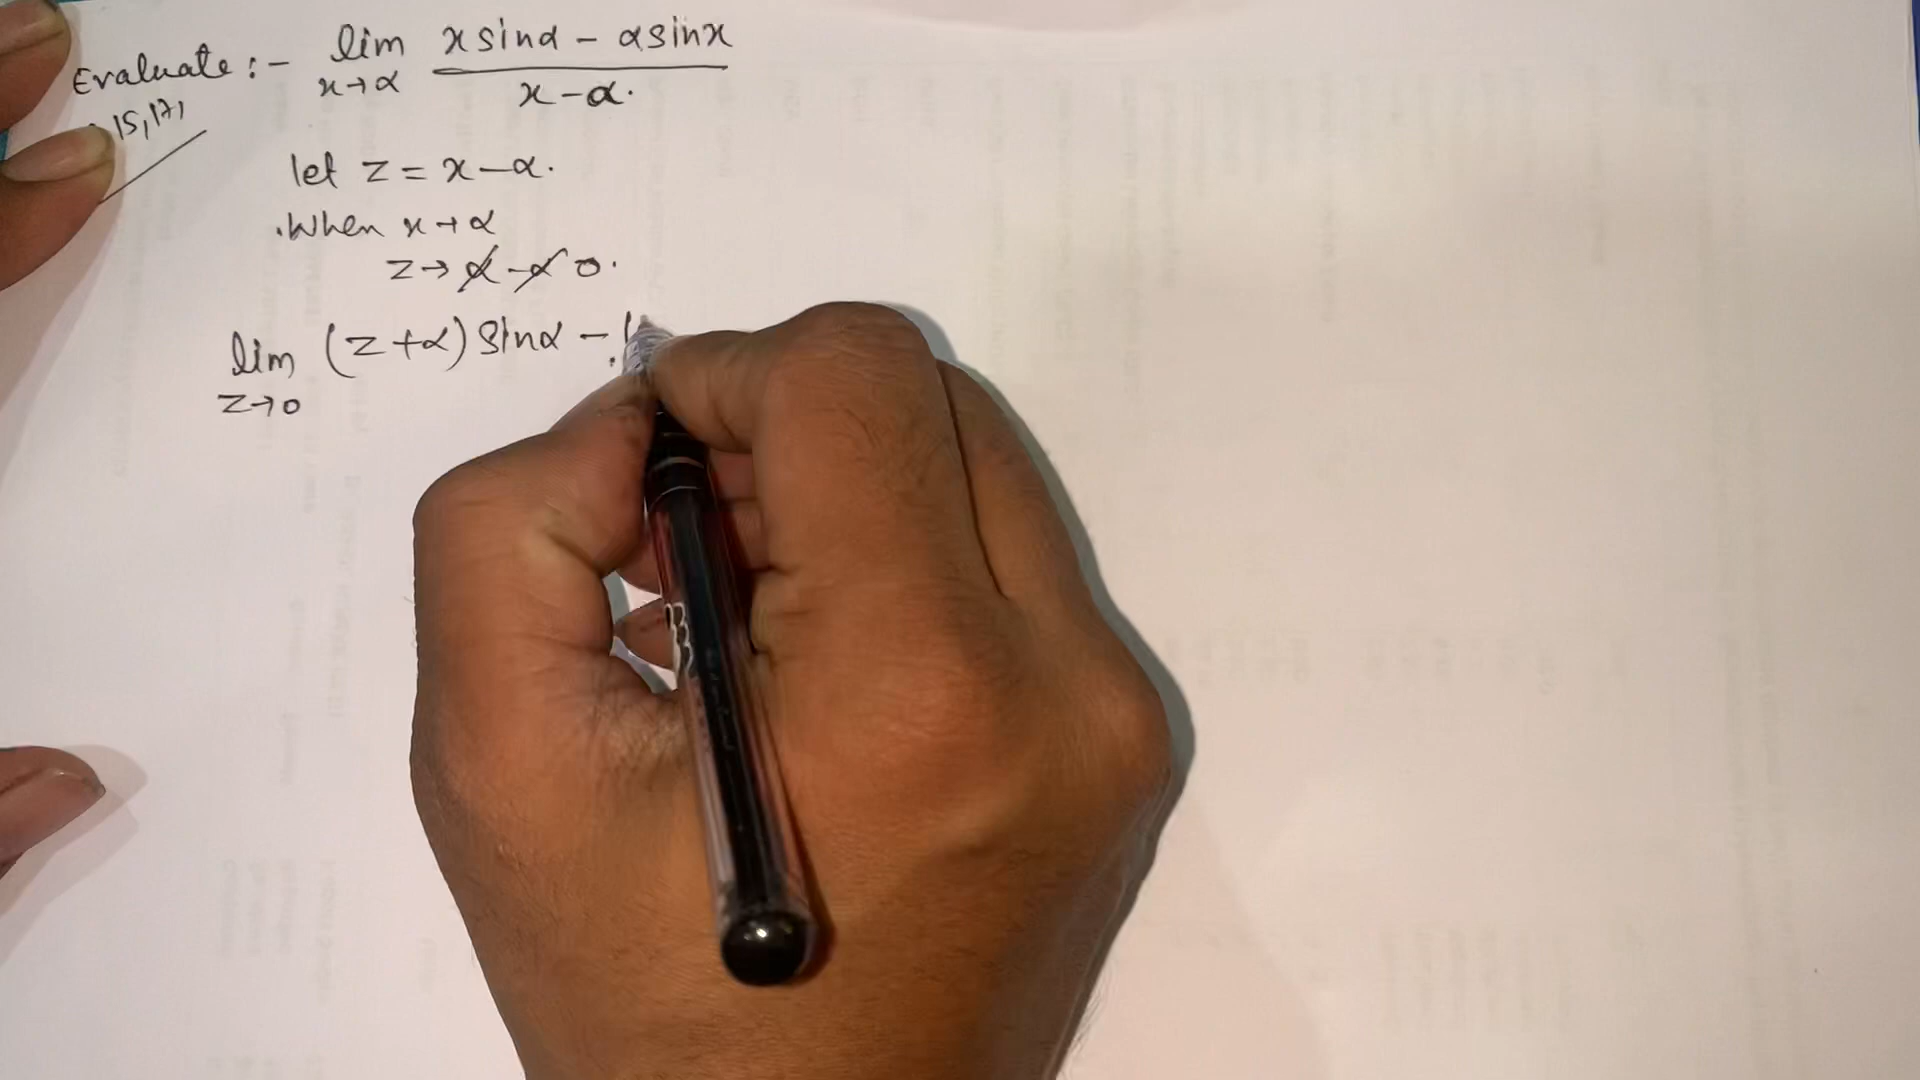 Evaluate :- lim x→α (x sinα - α sinx) / (x-α).
15,17,
let z = x-α.
When x→α
z→ α-α 0.
lim z→0 (z+α) sinα -